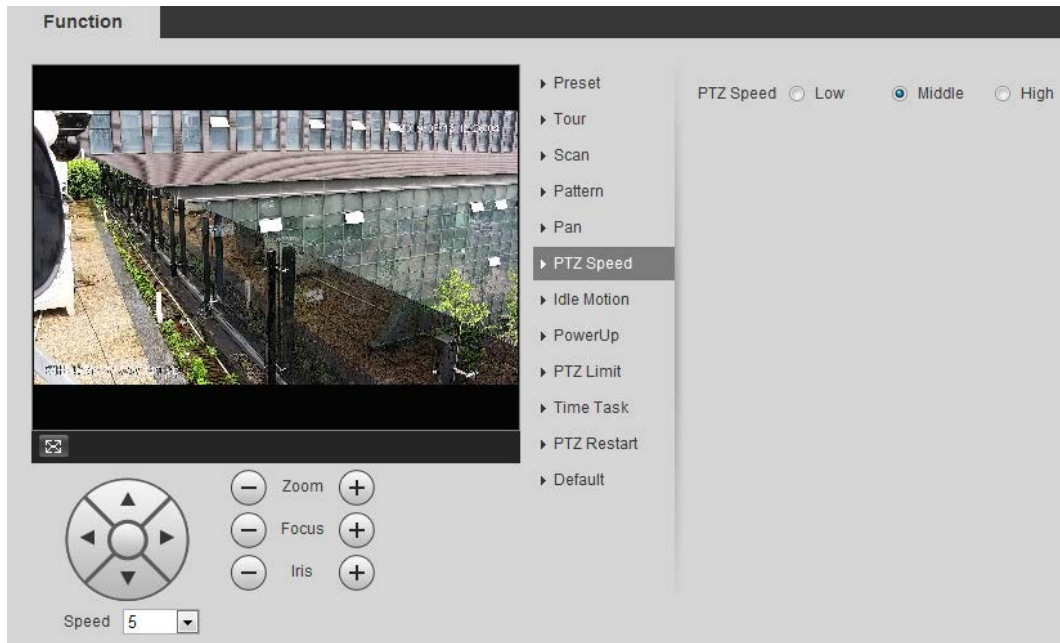 Function
Preset
Tour
Scan
Pattern
Pan
PTZ Speed
Idle Motion
PowerUp
PTZ Limit
Time Task
PTZ Restart
Default
PTZ Speed Low Middle High
Zoom
Focus
Iris
Speed 5